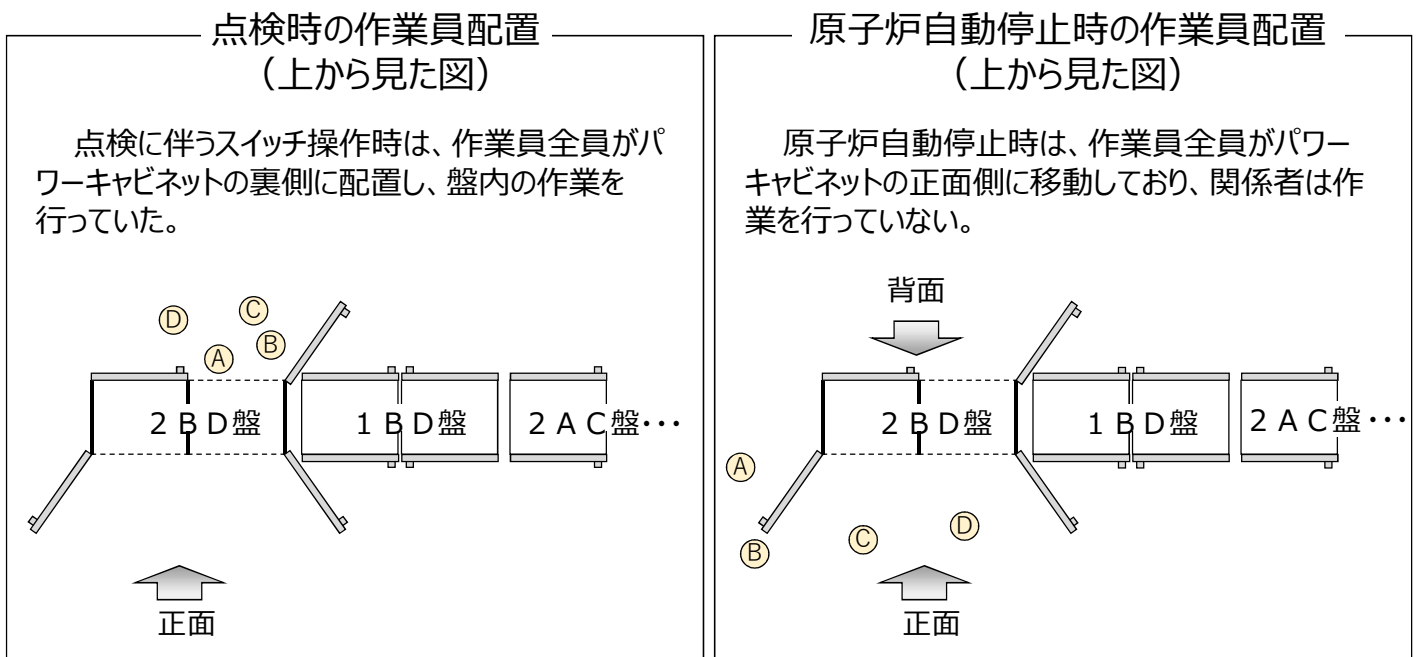 点検時の作業員配置
（上から見た図）
点検に伴うスイッチ操作時は、作業員全員がパ
ワーキャビネットの裏側に配置し、盤内の作業を
行っていた。
D
C
B
A
２ＢＤ盤
１ＢＤ盤
２ＡＣ盤・・・
正面
原子炉自動停止時の作業員配置
（上から見た図）
原子炉自動停止時は、作業員全員がパワー
キャビネットの正面側に移動しており、関係者は作
業を行っていない。
背面
２ＢＤ盤
１ＢＤ盤
２ＡＣ盤・・・
A
D
C
B
正面